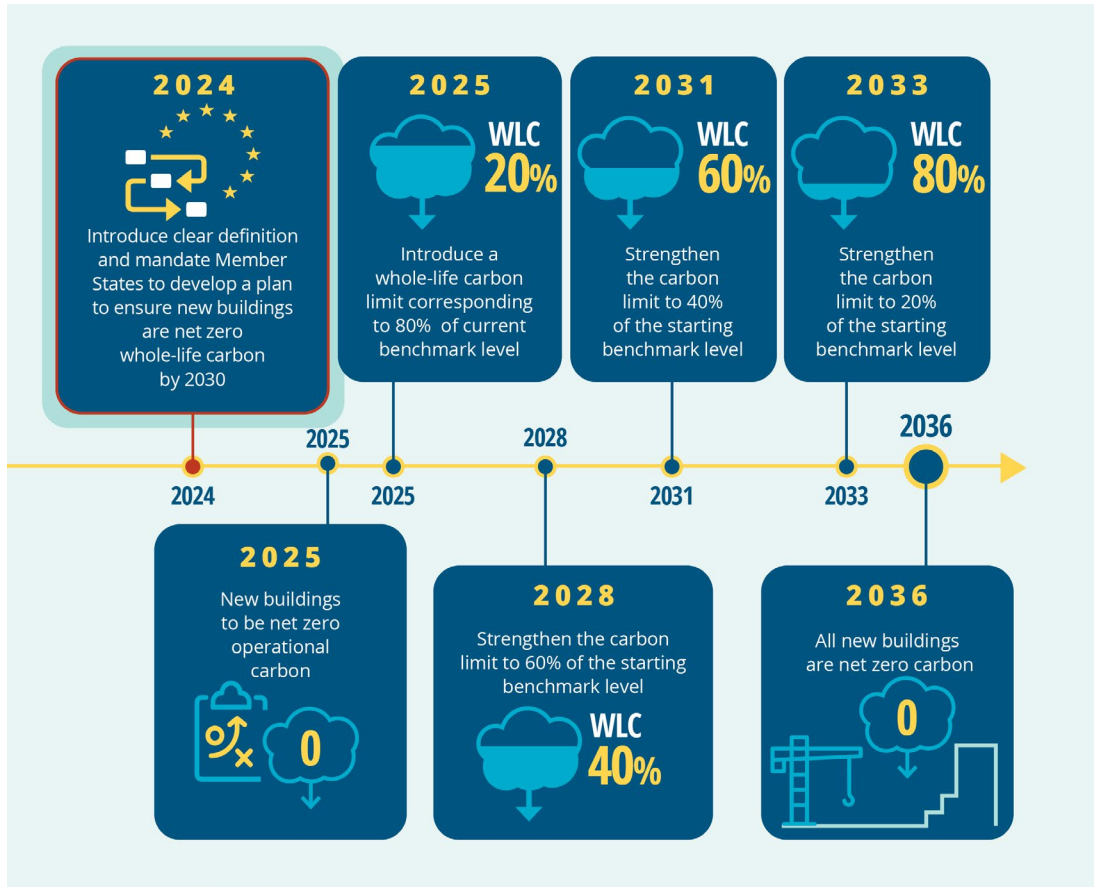 2024
Introduce clear definition
and mandate Member
States to develop a plan
to ensure new buildings
are net zero
whole-life carbon
by 2030
2025
WLC
20%
Introduce a
whole-life carbon
limit corresponding
to 80% of current
benchmark level
2031
WLC
60%
Strengthen
the carbon
limit to 40%
of the starting
benchmark level
2033
WLC
80%
Strengthen
the carbon
limit to 20%
of the starting
benchmark level
2024
2025
2025
2028
2031
2033
2036
2025
New buildings
to be net zero
operational
carbon
0
2028
Strengthen the carbon
limit to 60% of the starting
benchmark level
WLC
40%
2036
All new buildings
are net zero carbon
0